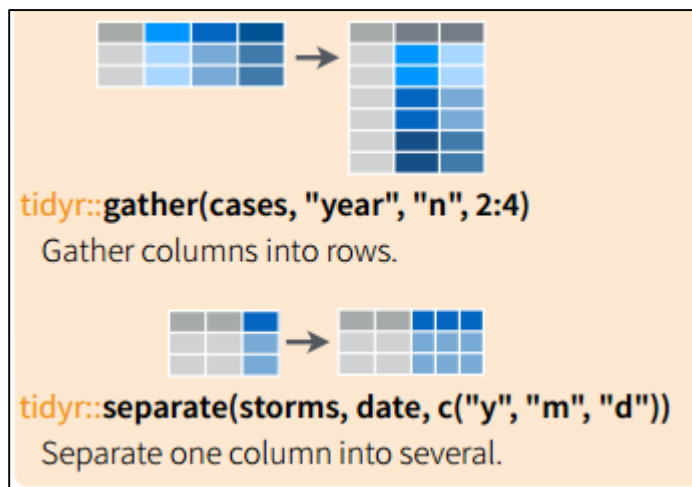 tidyr::gather(cases, "year", "n", 2:4)
Gather columns into rows.
tidyr::separate(storms, date, c("y", "m", "d"))
Separate one column into several.